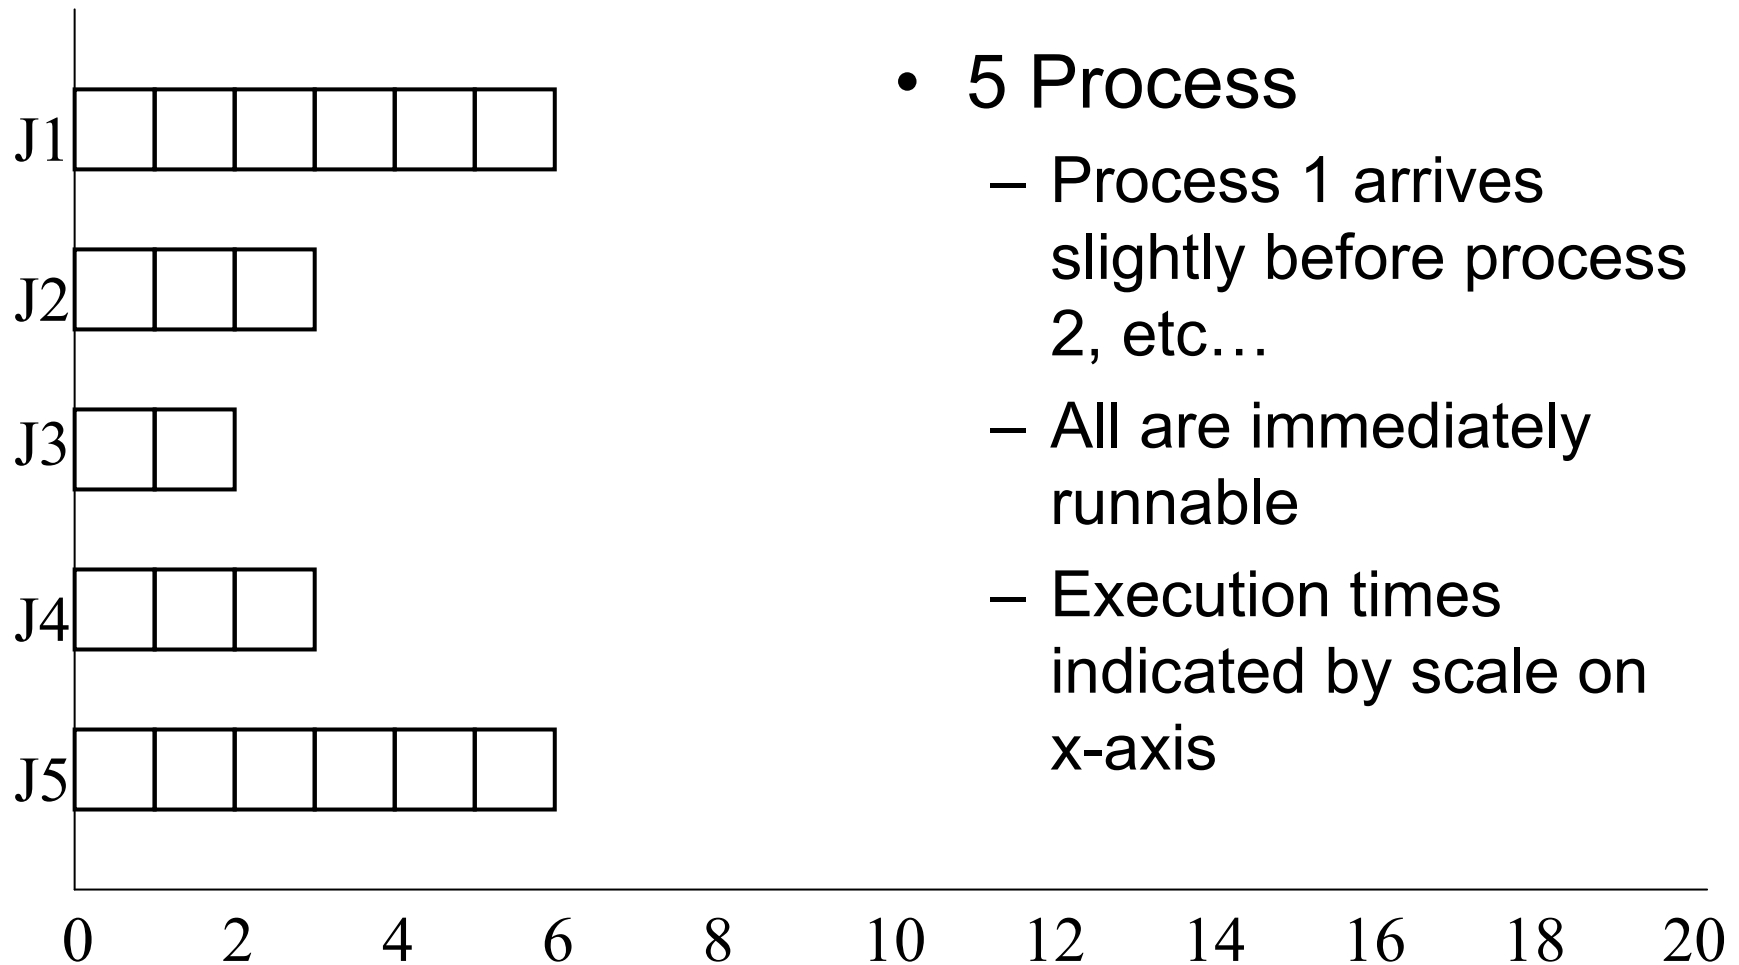 J1
J2
J3
J4
J5
0 2 4 6 8 10 12 14 16 18 20
• 5 Process
– Process 1 arrives
slightly before process
2, etc…
– All are immediately
runnable
– Execution times
indicated by scale on
x-axis